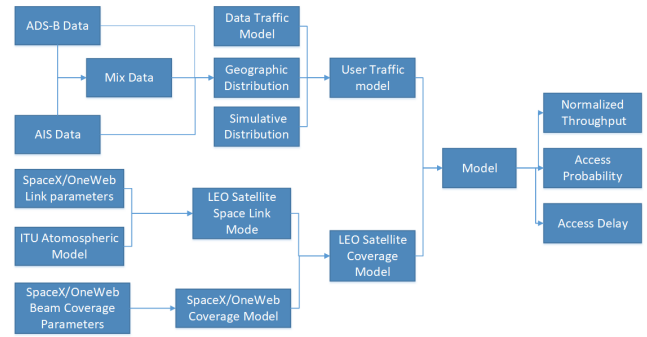 ADS-B Data
Mix Data
AIS Data
Data Traffic
Model
Geographic
Distribution
Simulative
Distribution
User Traffic
model
SpaceX/OneWeb
Link parameters
ITU Atomospheric
Model
LEO Satellite
Space Link
Mode
SpaceX/OneWeb
Beam Coverage
Parameters
SpaceX/OneWeb
Coverage Model
LEO Satellite
Coverage
Model
Model
Normalized
Throughput
Access
Probability
Access Delay